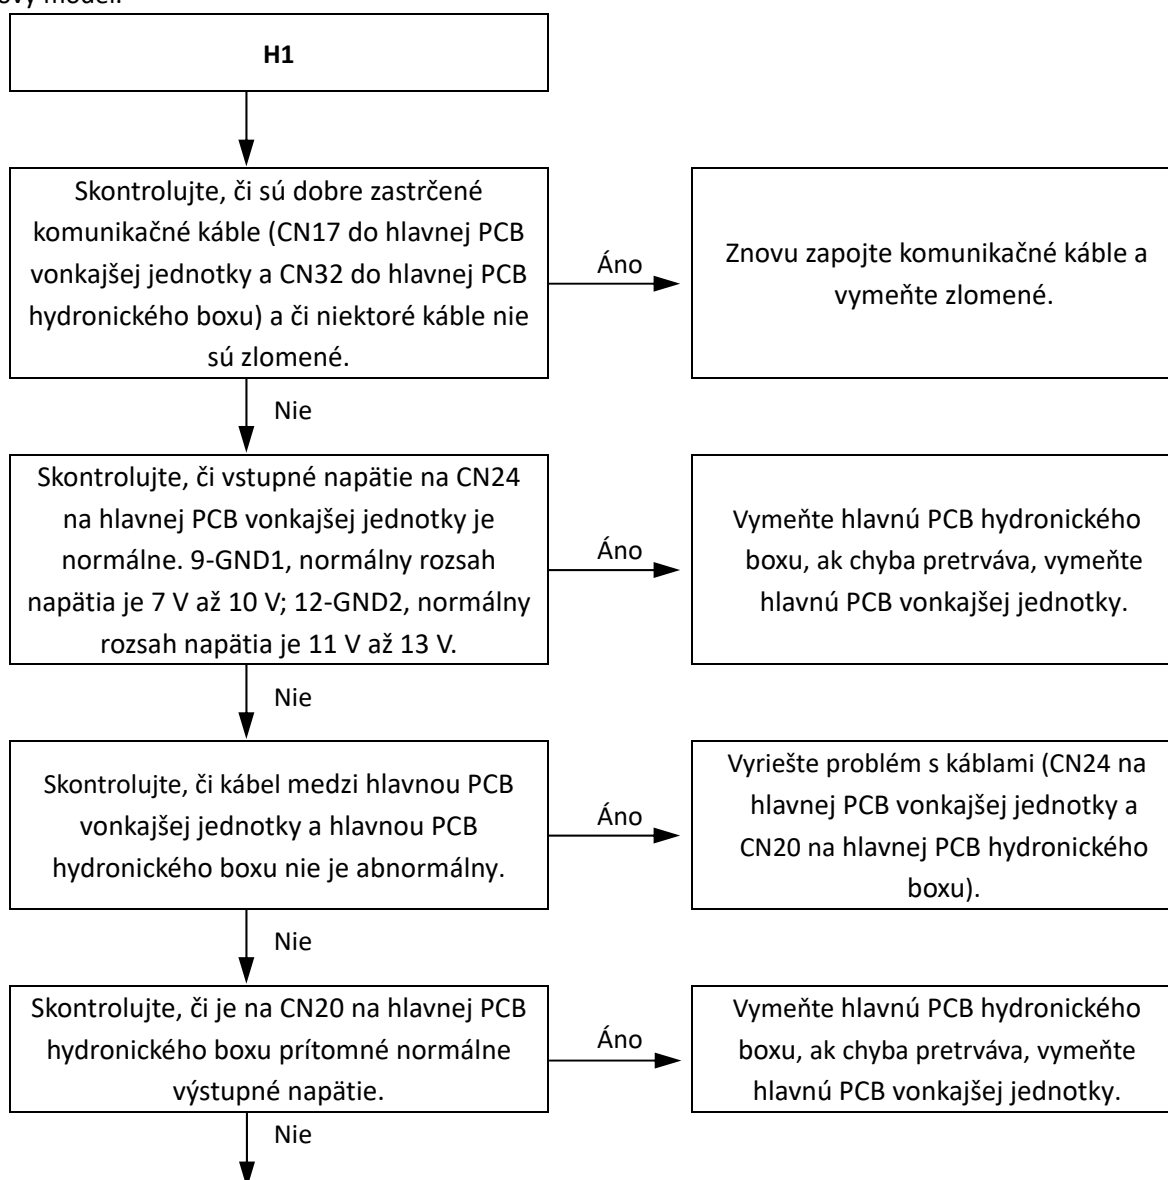 H1
Skontrolujte, či sú dobre zastrčené
komunikačné káble (CN17 do hlavnej PCB
vonkajšej jednotky a CN32 do hlavnej PCB
hydronického boxu) a či niektoré káble nie
sú zlomené.
Áno
Znovu zapojte komunikačné káble a
vymeňte zlomené.
Nie
Skontrolujte, či vstupné napätie na CN24
na hlavnej PCB vonkajšej jednotky je
normálne. 9-GND1, normálny rozsah
napätia je 7 V až 10 V; 12-GND2, normálny
rozsah napätia je 11 V až 13 V.
Áno
Vymeňte hlavnú PCB hydronického
boxu, ak chyba pretrváva, vymeňte
hlavnú PCB vonkajšej jednotky.
Nie
Skontrolujte, či kábel medzi hlavnou PCB
vonkajšej jednotky a hlavnou PCB
hydronického boxu nie je abnormálny.
Áno
Vyriešte problém s káblami (CN24 na
hlavnej PCB vonkajšej jednotky a
CN20 na hlavnej PCB hydronického
boxu).
Nie
Skontrolujte, či je na CN20 na hlavnej PCB
hydronického boxu prítomné normálne
výstupné napätie.
Áno
Vymeňte hlavnú PCB hydronického
boxu, ak chyba pretrváva, vymeňte
hlavnú PCB vonkajšej jednotky.
Nie